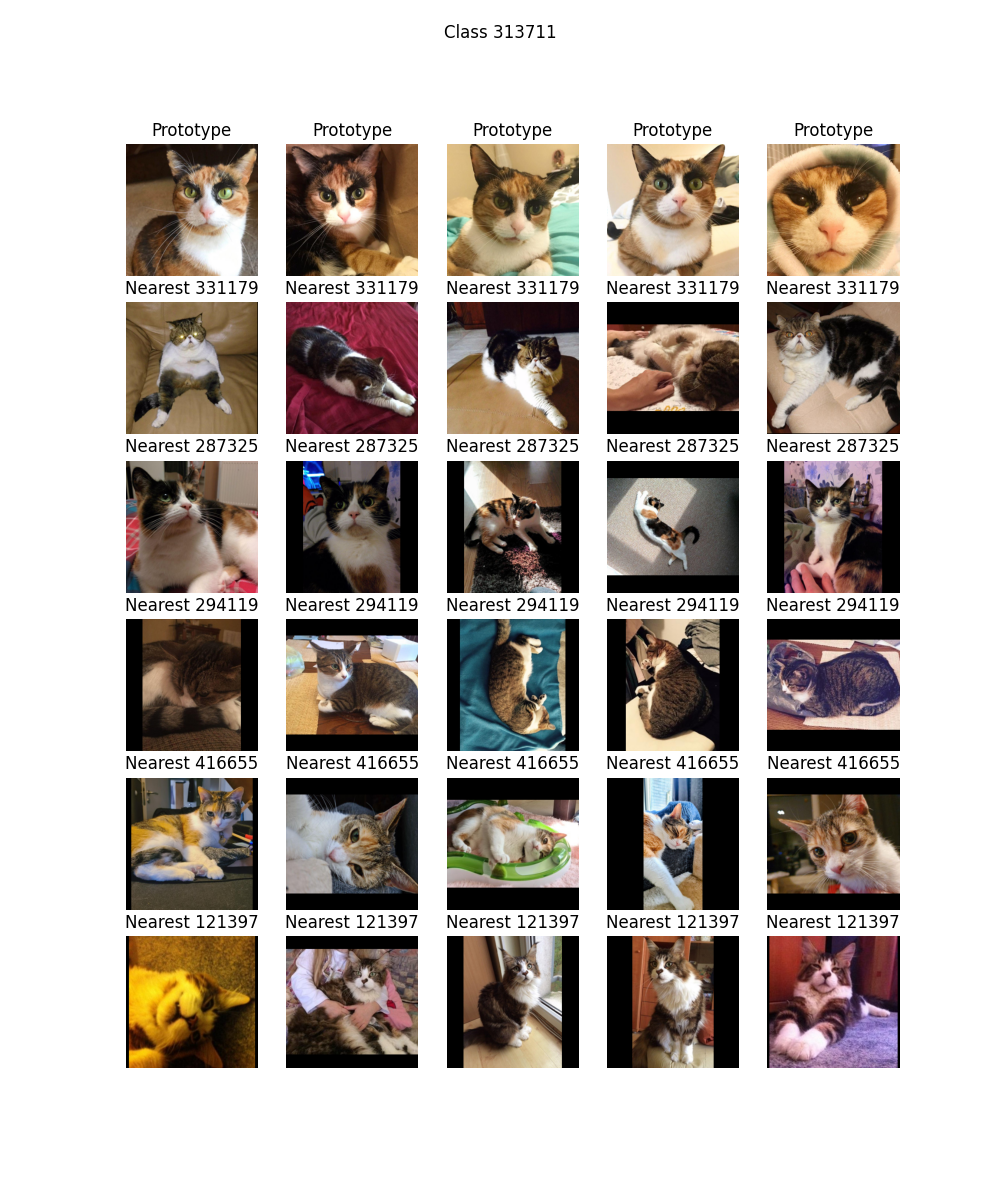 Class 313711
Prototype Prototype Prototype Prototype Prototype
Nearest 331179 Nearest 331179 Nearest 331179 Nearest 331179 Nearest 331179
Nearest 287325 Nearest 287325 Nearest 287325 Nearest 287325 Nearest 287325
Nearest 294119 Nearest 294119 Nearest 294119 Nearest 294119 Nearest 294119
Nearest 416655 Nearest 416655 Nearest 416655 Nearest 416655 Nearest 416655
Nearest 121397 Nearest 121397 Nearest 121397 Nearest 121397 Nearest 121397